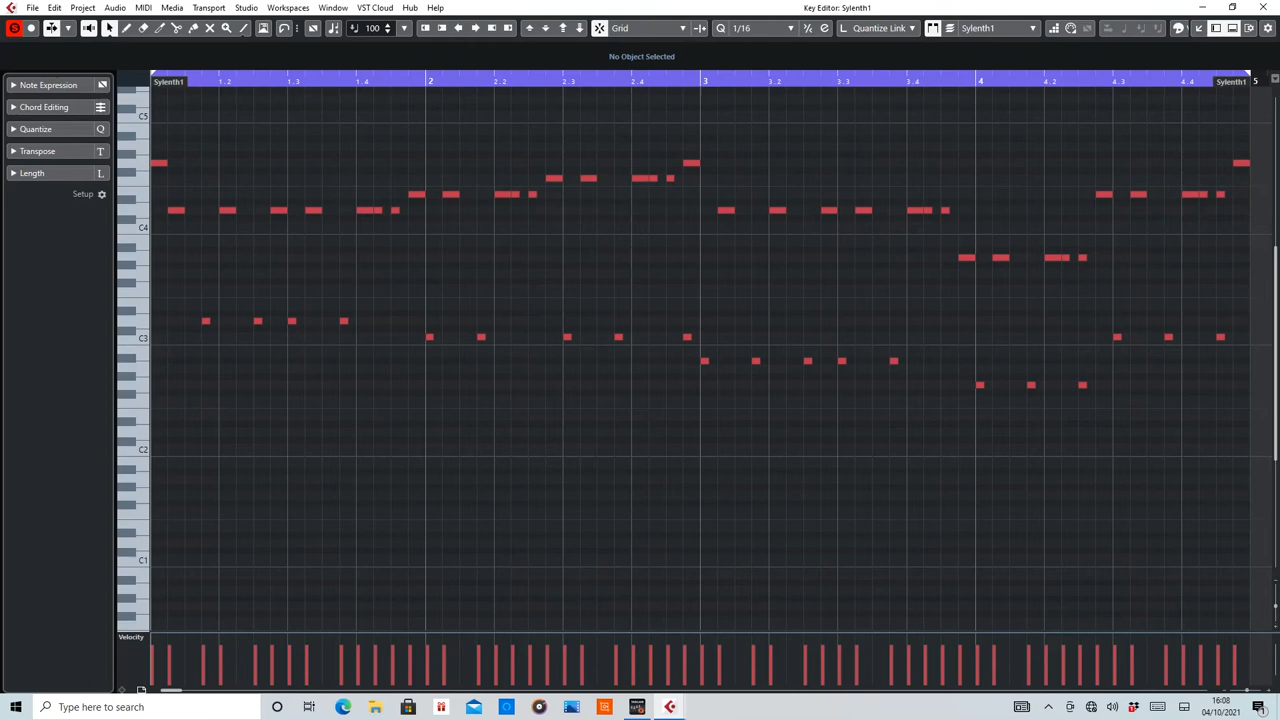 File Edit Project Audio MIDI Media Transport Studio Workspaces Window VST Cloud Hub Help Key Editor: Sylenth1
S 100 Grid Q 1/16 L Quantize Link Sylenth1
No Object Selected
Note Expression
Chord Editing
Quantize Q
Transpose T
Length L
Setup
Sylenth1 1.2 1.3 1.4 2 2.2 2.3 2.4 3 3.2 3.3 3.4 4 4.2 4.3 4.4 Sylenth1 5
C5
C4
C3
C2
C1
Velocity
Type here to search
16:08
04/10/2021